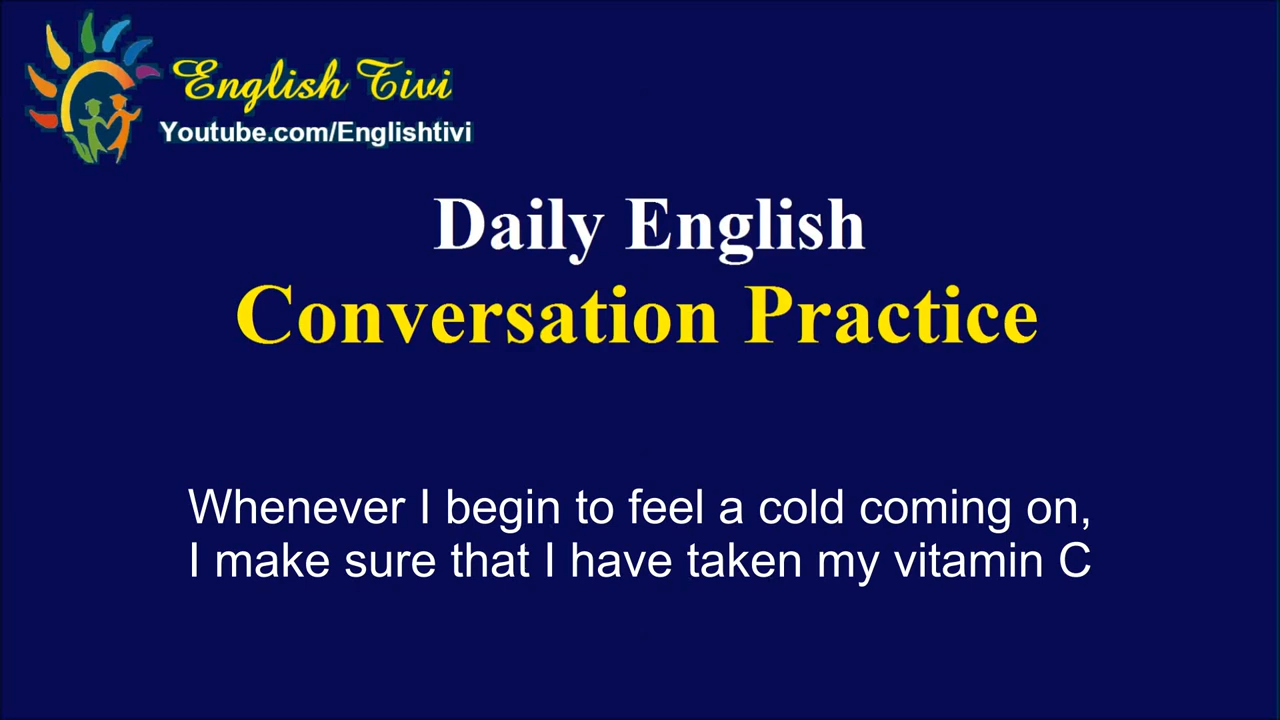 English Tivi
Youtube.com/Englishtivi
Daily English
Conversation Practice
Whenever I begin to feel a cold coming on,
I make sure that I have taken my vitamin C